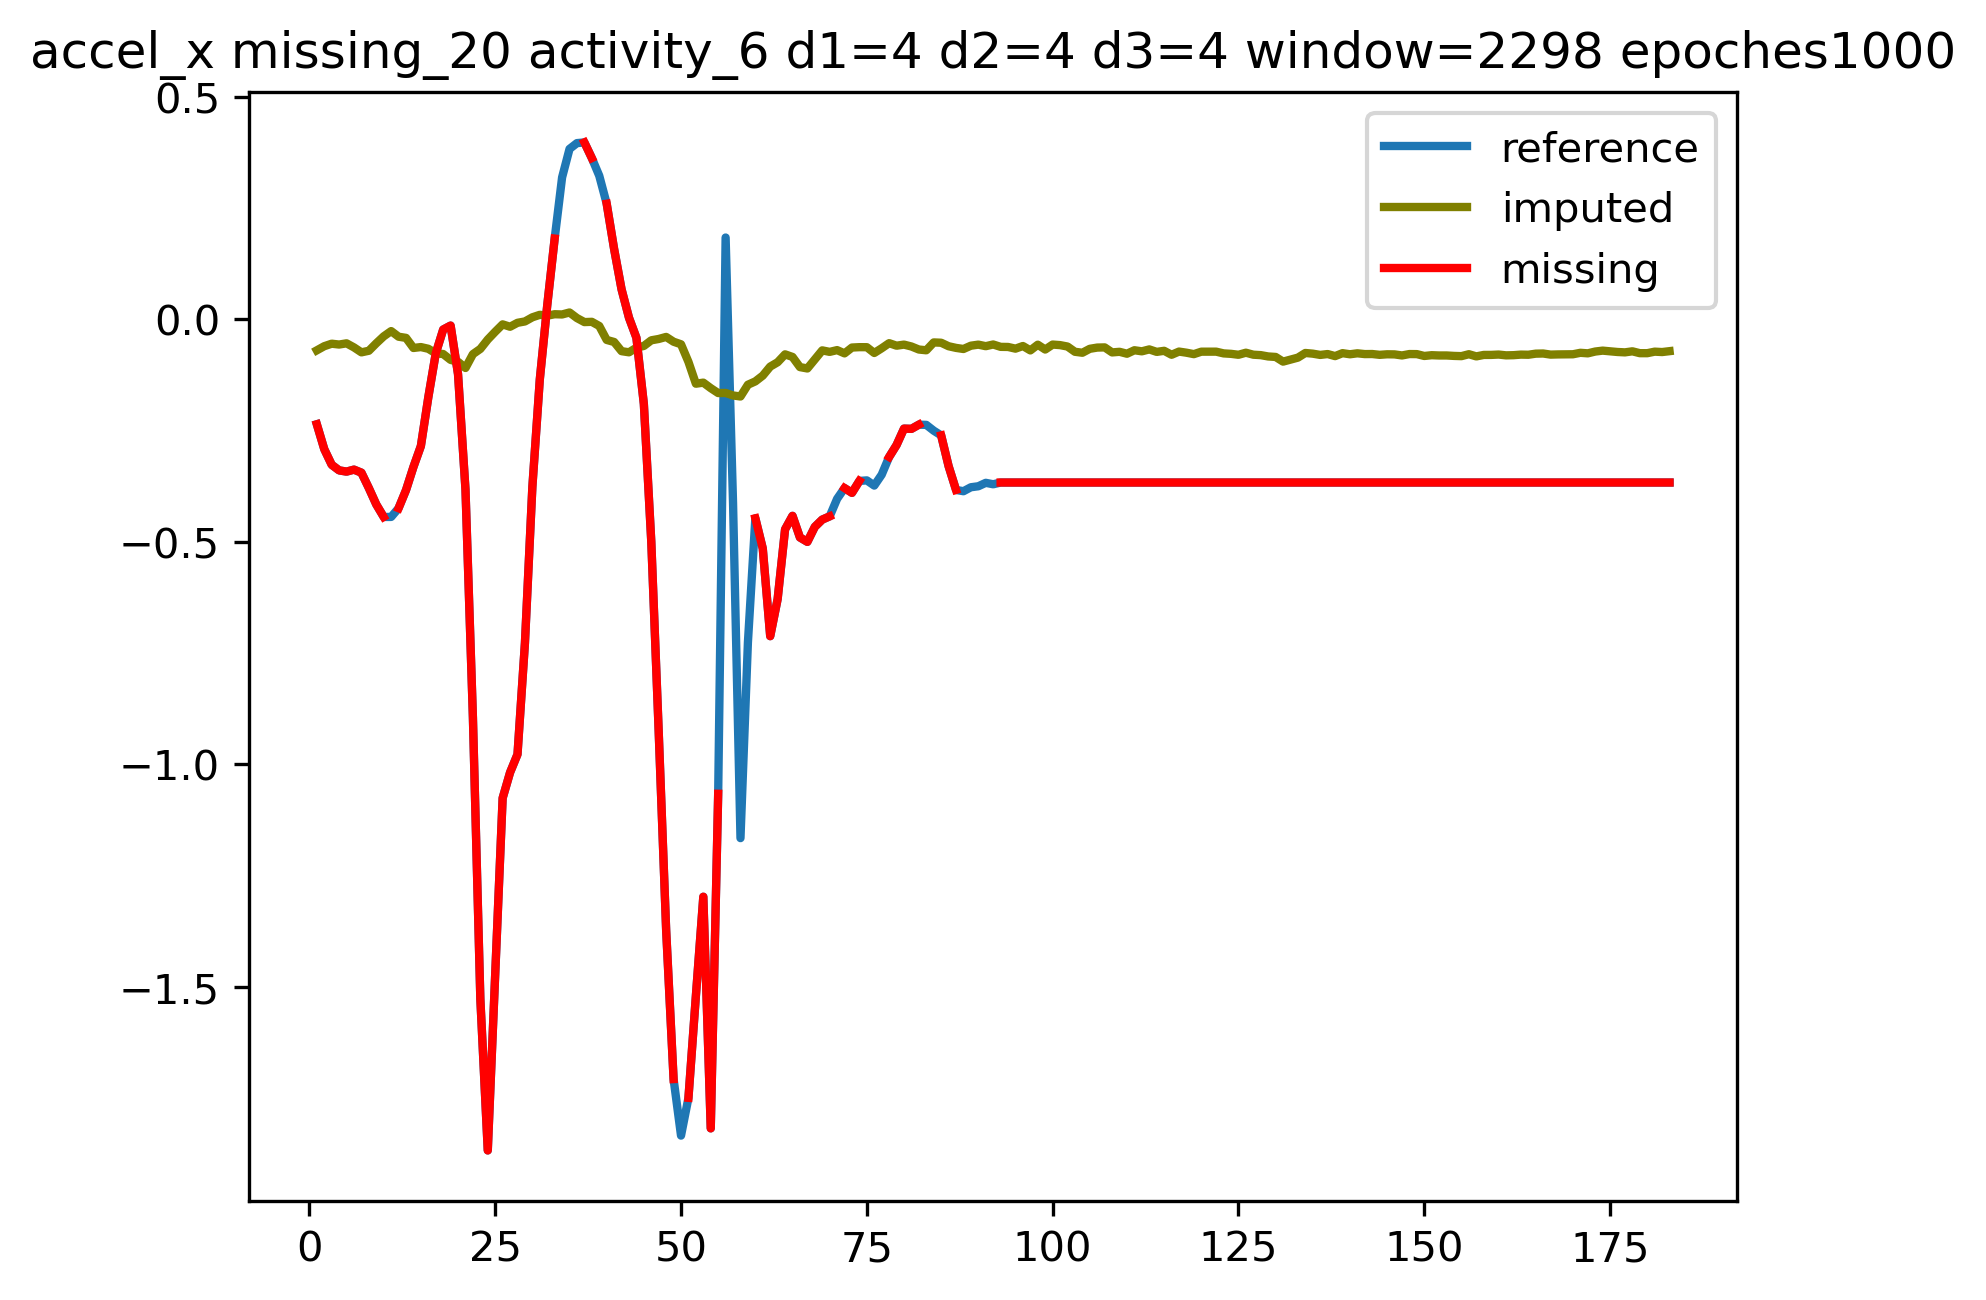 accel_x missing_20 activity_6 d1=4 d2=4 d3=4 window=2298 epoches1000
reference
imputed
missing
0.5
0.0
−0.5
−1.0
−1.5
0 25 50 75 100 125 150 175